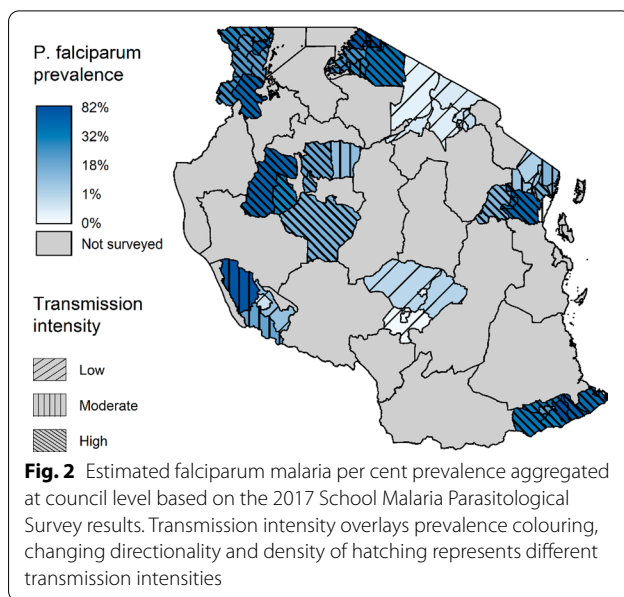 P. falciparum
prevalence
82%
32%
18%
1%
0%
Not surveyed
Transmission
intensity
Low
Moderate
High
Fig. 2 Estimated falciparum malaria per cent prevalence aggregated
at council level based on the 2017 School Malaria Parasitological
Survey results. Transmission intensity overlays prevalence colouring,
changing directionality and density of hatching represents different
transmission intensities